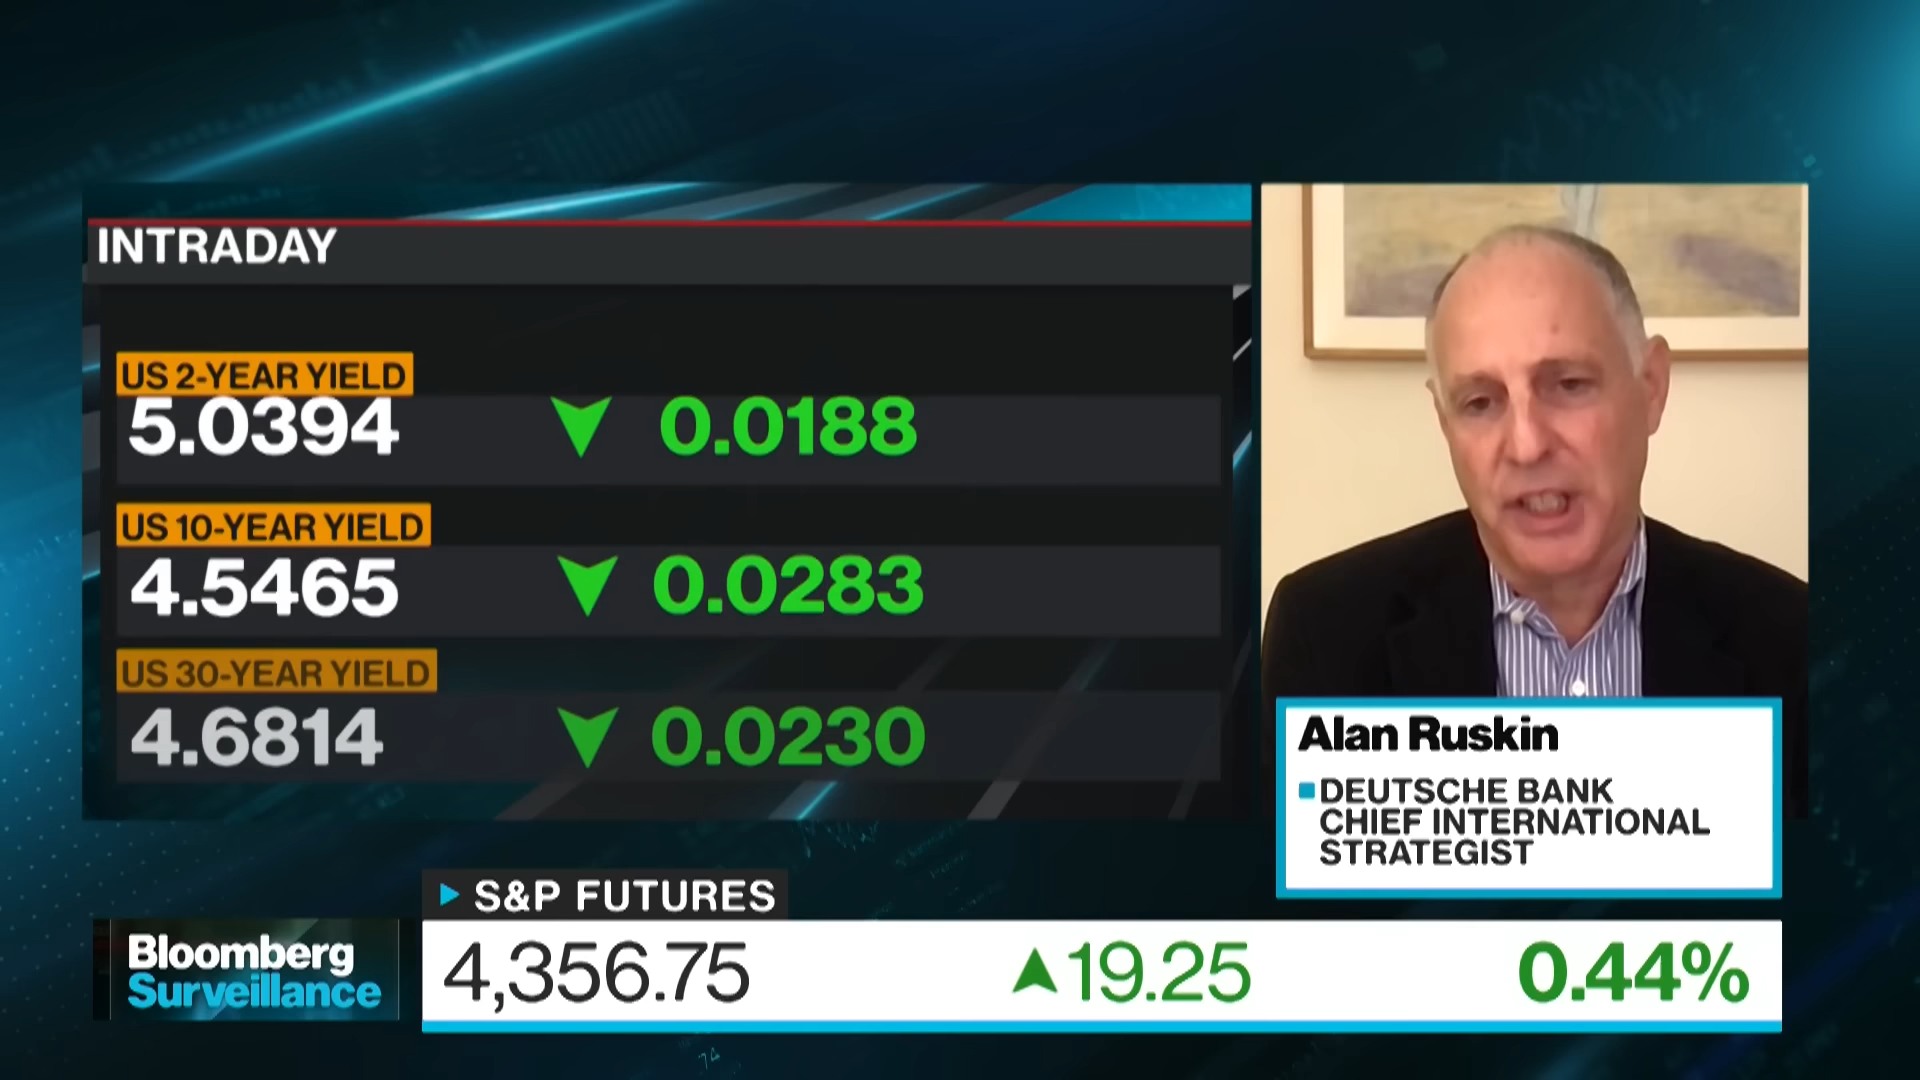 INTRADAY
US 2-YEAR YIELD
5.0394 0.0188
US 10-YEAR YIELD
4.5465 0.0283
US 30-YEAR YIELD
4.6814 0.0230
Alan Ruskin
DEUTSCHE BANK
CHIEF INTERNATIONAL
STRATEGIST
S&P FUTURES
4,356.75 19.25 0.44%
Bloomberg
Surveillance